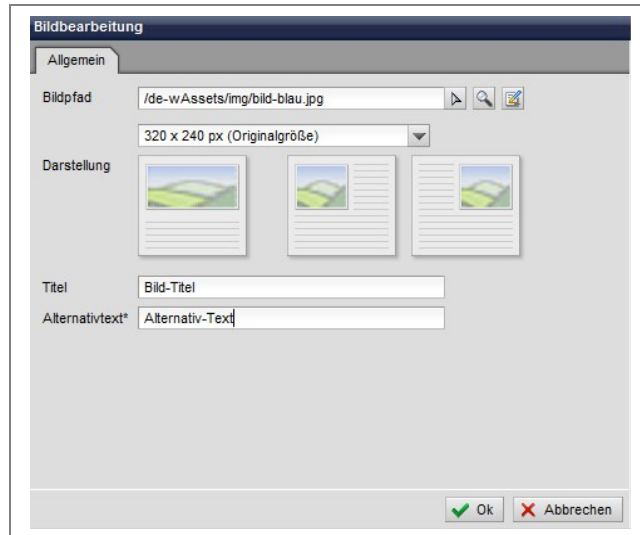 Bildbearbeitung
Allgemein
Bildpfad /de-wAssets/img/bild-blau.jpg
320 x 240 px (Originalgröße)
Darstellung
Titel Bild-Titel
Alternativtext* Alternativ-Text
Ok Abbrechen